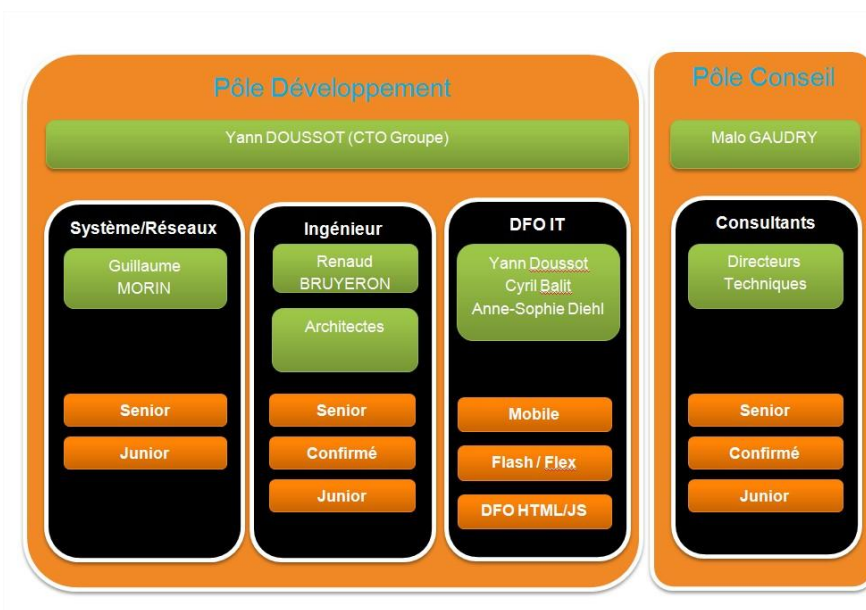 Pôle Développement
Yann DOUSSOT (CTO Groupe)
Système/Réseaux
Guillaume
MORIN
Senior
Junior
Ingénieur
Renaud
BRUYERON
Architectes
Senior
Confirmé
Junior
DFO IT
Yann Doussot
Cyril Balit
Anne-Sophie Diehl
Mobile
Flash / Flex
DFO HTML/JS
Pôle Conseil
Malo GAUDRY
Consultants
Directeurs
Techniques
Senior
Confirmé
Junior